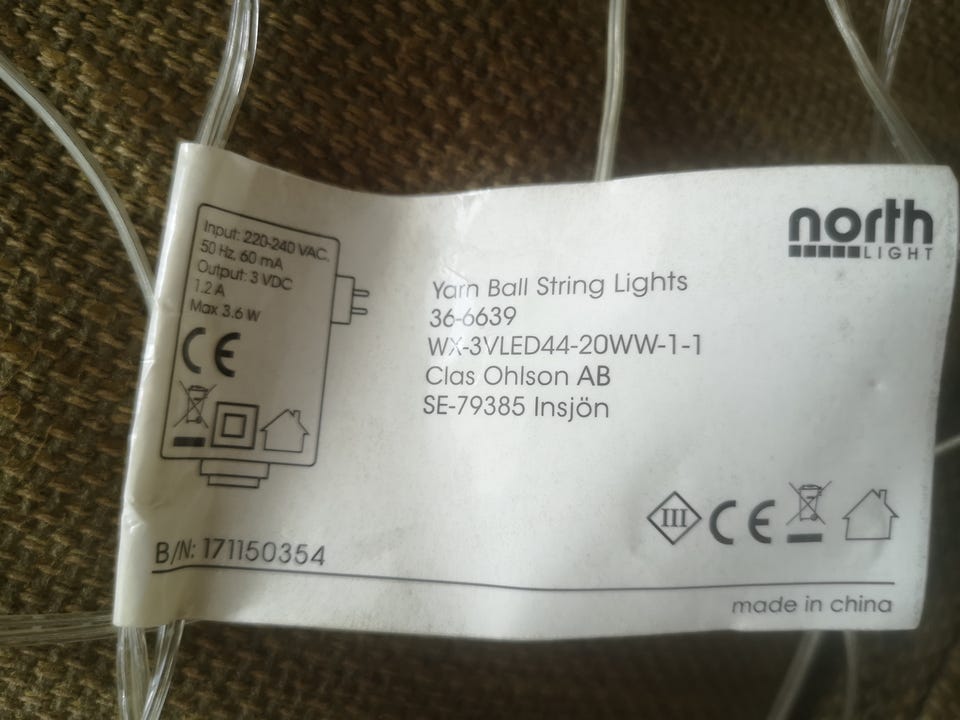 Input: 220-240 VAC,
50 Hz, 60 mA
Output: 3 VDC
1.2 A
Max 3.6 W
CE
north
LIGHT
Yarn Ball String Lights
36-6639
WX-3VLED44-20WW-1-1
Clas Ohlson AB
SE-79385 Insjön
III CE
B/N: 171150354
made in china